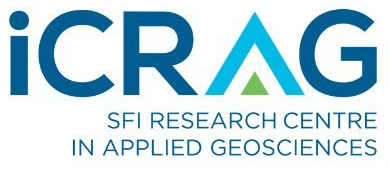 iCRAG
SFI RESEARCH CENTRE
IN APPLIED GEOSCIENCES